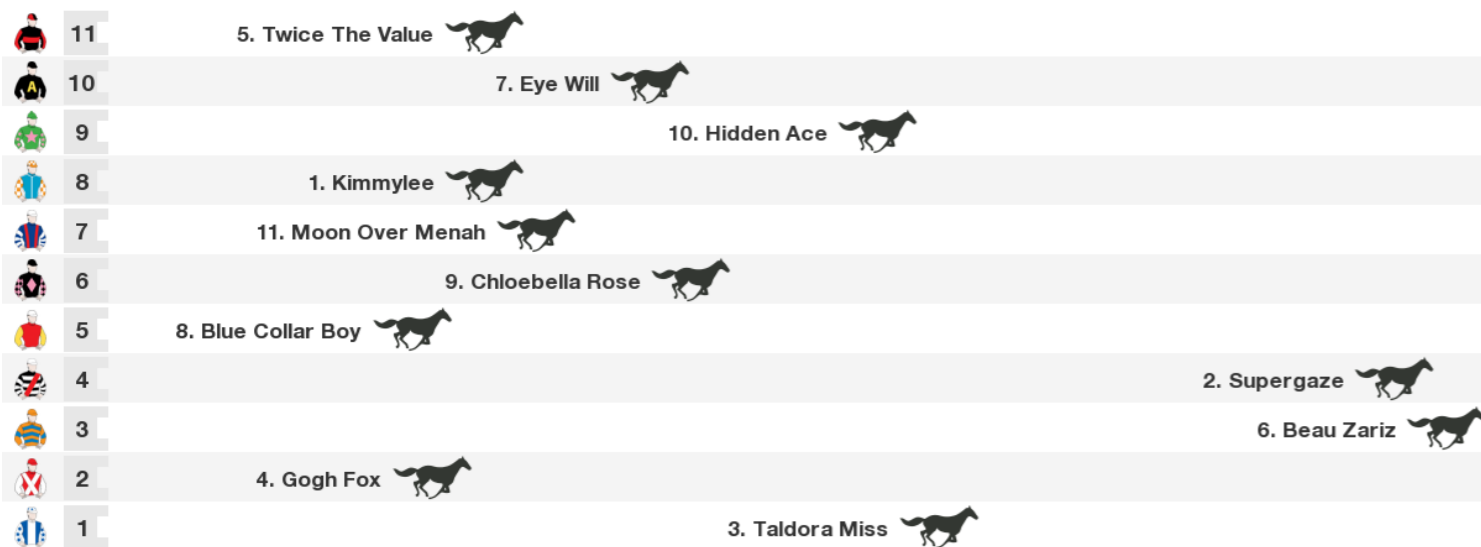 11 5. Twice The Value
A 10 7. Eye Will
9 10. Hidden Ace
8 1. Kimmylee
7 11. Moon Over Menah
6 9. Chloebella Rose
5 8. Blue Collar Boy
4 2. Supergaze
3 6. Beau Zariz
2 4. Gogh Fox
1 3. Taldora Miss